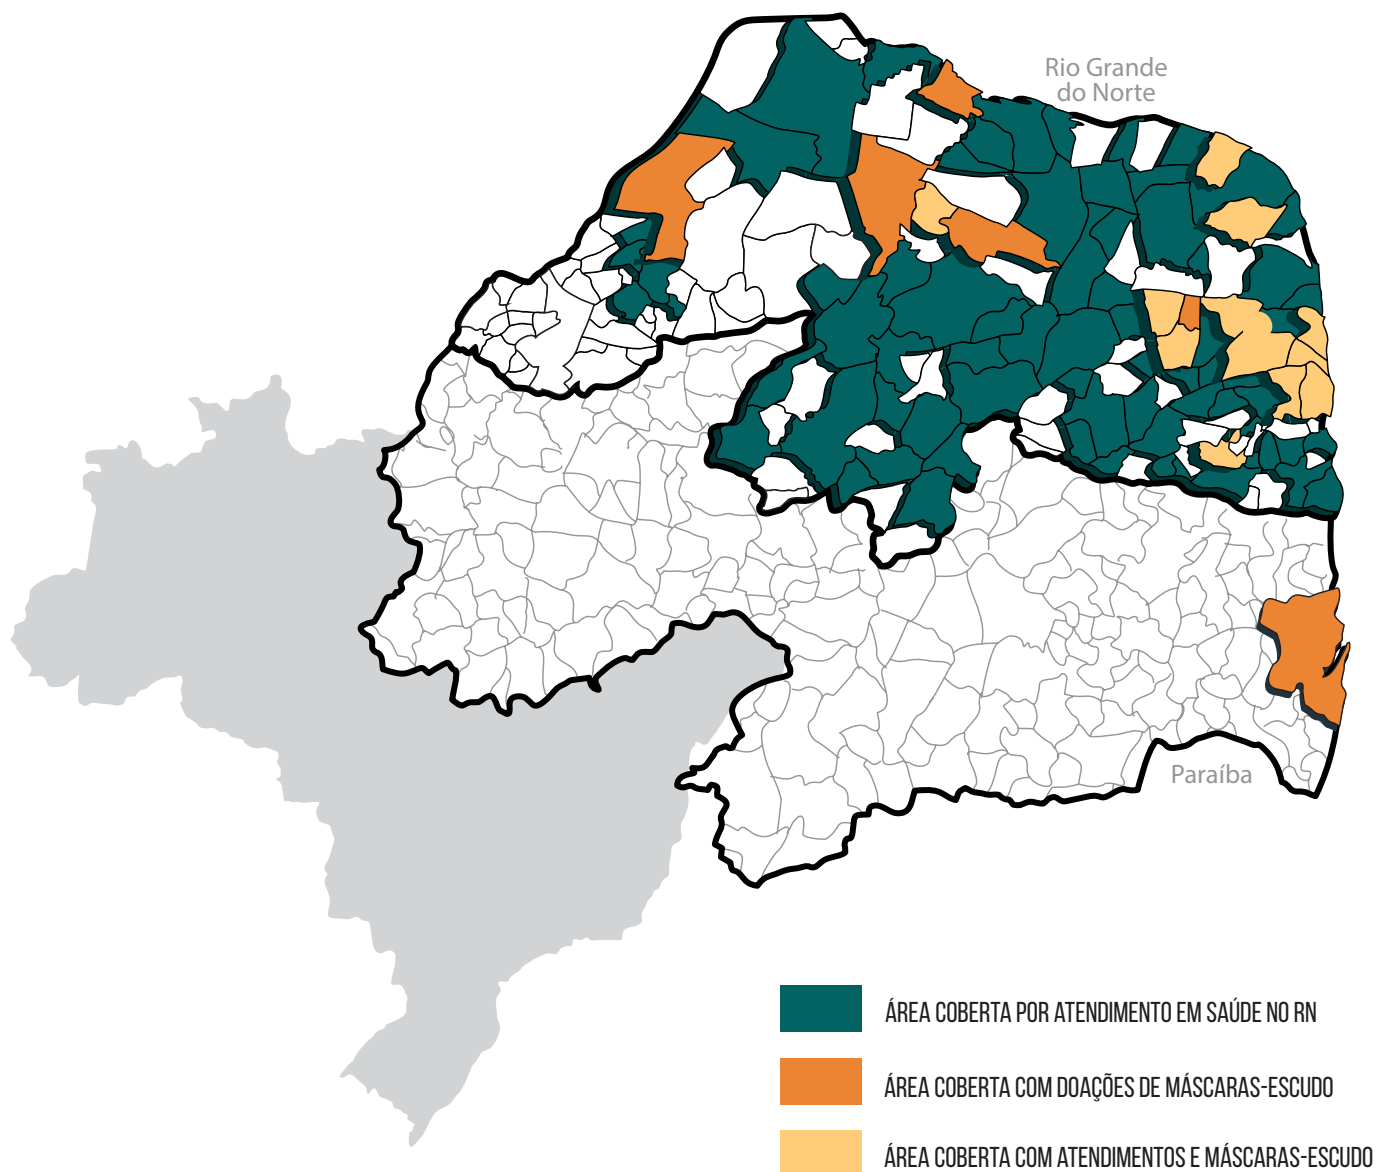 Rio Grande
do Norte
Paraíba
ÁREA COBERTA POR ATENDIMENTO EM SAÚDE NO RN
ÁREA COBERTA COM DOAÇÕES DE MÁSCARAS-ESCUDO
ÁREA COBERTA COM ATENDIMENTOS E MÁSCARAS-ESCUDO